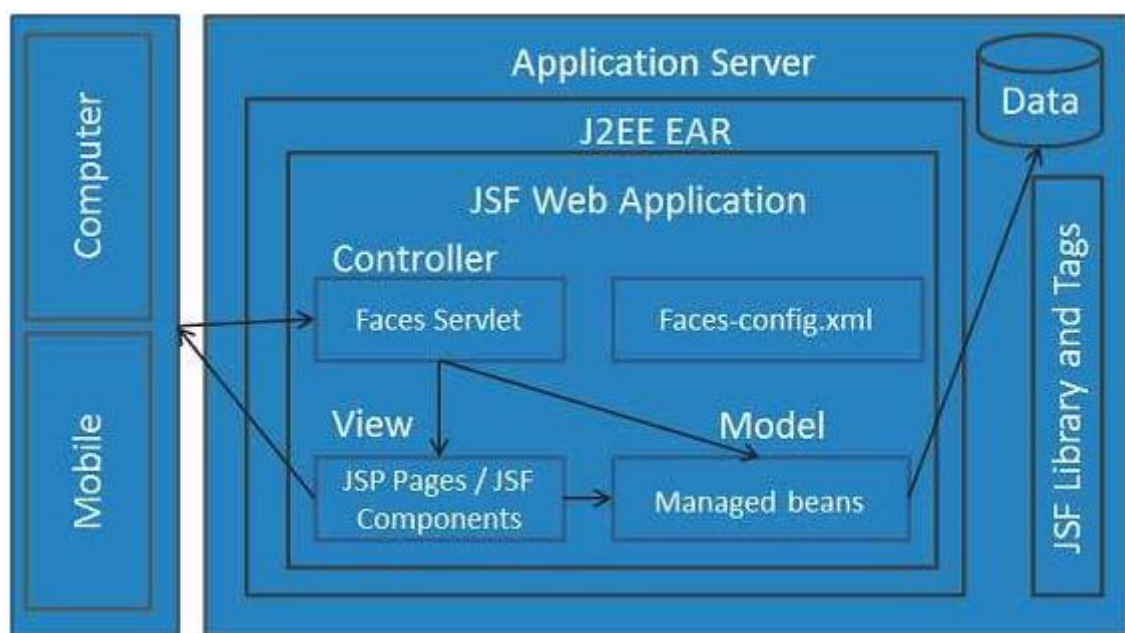 Computer
Mobile
Application Server
J2EE EAR
JSF Web Application
Controller
Faces Servlet
Faces-config.xml
View
Model
JSP Pages / JSF
Components
Managed beans
Data
JSF Library and Tags